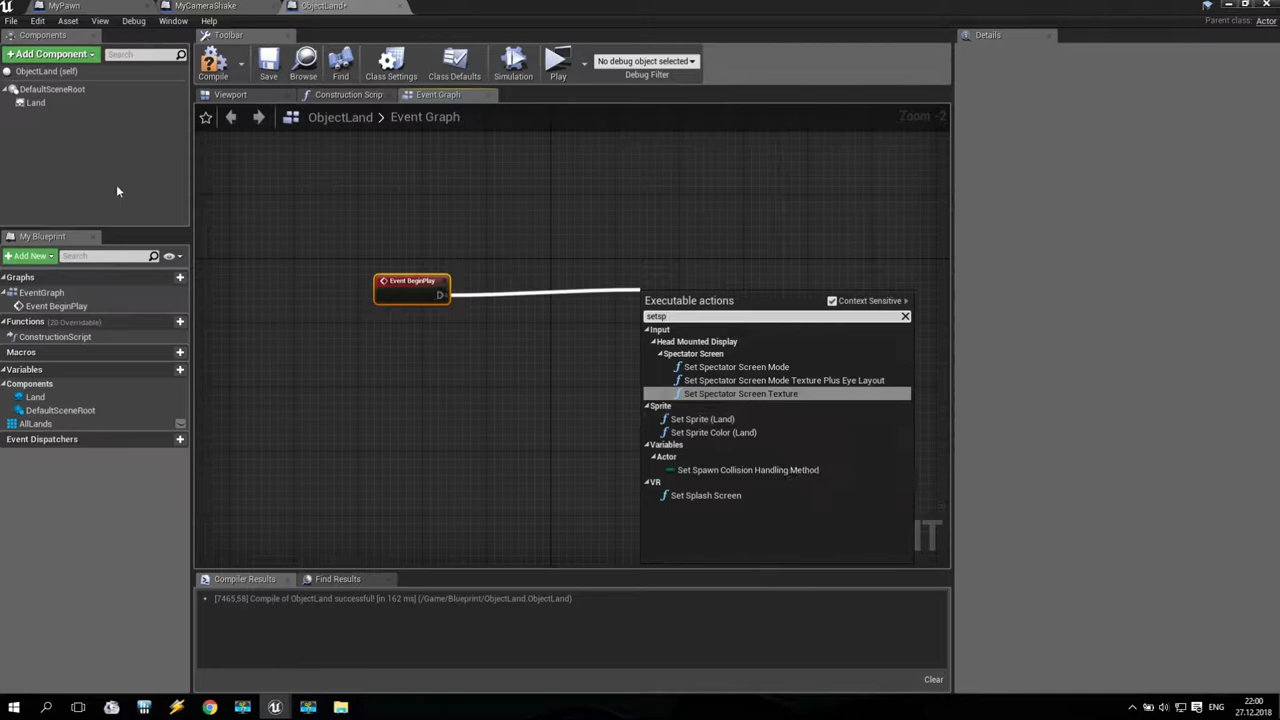 MyPawn
MyCameraShake
ObjectLand•
File Edit Asset View Debug Window Help
Parent class: Actor
Components
Toolbar
Details
+Add Component
Search
ObjectLand (self)
DefaultSceneRoot
Land
Compile
Save
Browse
Find
Class Settings
Class Defaults
Simulation
Play
No debug object selected
Debug Filter
Viewport
Construction Scrip
Event Graph
ObjectLand
Event Graph
Zoom -2
Event BeginPlay
Executable actions
Context Sensitive
setsp
Input
Head Mounted Display
Spectator Screen
Set Spectator Screen Mode
Set Spectator Screen Mode Texture Plus Eye Layout
Set Spectator Screen Texture
Sprite
Set Sprite (Land)
Set Sprite Color (Land)
Variables
Actor
Set Spawn Collision Handling Method
VR
Set Splash Screen
My Blueprint
+Add New
Search
Graphs
EventGraph
Event BeginPlay
Functions (20 Overridable)
ConstructionScript
Macros
Variables
Components
Land
DefaultSceneRoot
AllLands
Event Dispatchers
Compiler Results
Find Results
[7465,58] Compile of ObjectLand successful! [in 162 ms] (/Game/Blueprint/ObjectLand ObjectLand)
Clear
ENG
22:00
27.12.2018